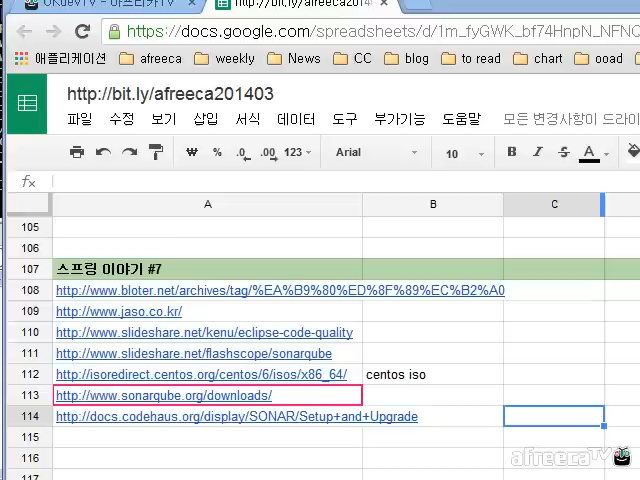 OKdevTV - 아프리카TV
http://bit.ly/afreeca20140
https://docs.google.com/spreadsheets/d/1m_fyGWK_bf74HnpN_NFNQ
애플리케이션 afreeca weekly News CC blog to read chart ooad
http://bit.ly/afreeca201403
파일 수정 보기 삽입 서식 데이터 도구 부가기능 도움말 모든 변경사항이 드라이
₩ % .0 .00 123 Arial 10 B I S A
fx
A B C
105
106
107 스프링 이야기 #7
108 http://www.bloter.net/archives/tag/%EA%B9%80%ED%8F%89%EC%B2%A0
109 http://www.jaso.co.kr/
110 http://www.slideshare.net/kenu/eclipse-code-quality
111 http://www.slideshare.net/flashscope/sonarqube
112 http://isoredirect.centos.org/centos/6/isos/x86_64/ centos iso
113 http://www.sonarqube.org/downloads/
114 http://docs.codehaus.org/display/SONAR/Setup+and+Upgrade
115
116
117
afreecaTV